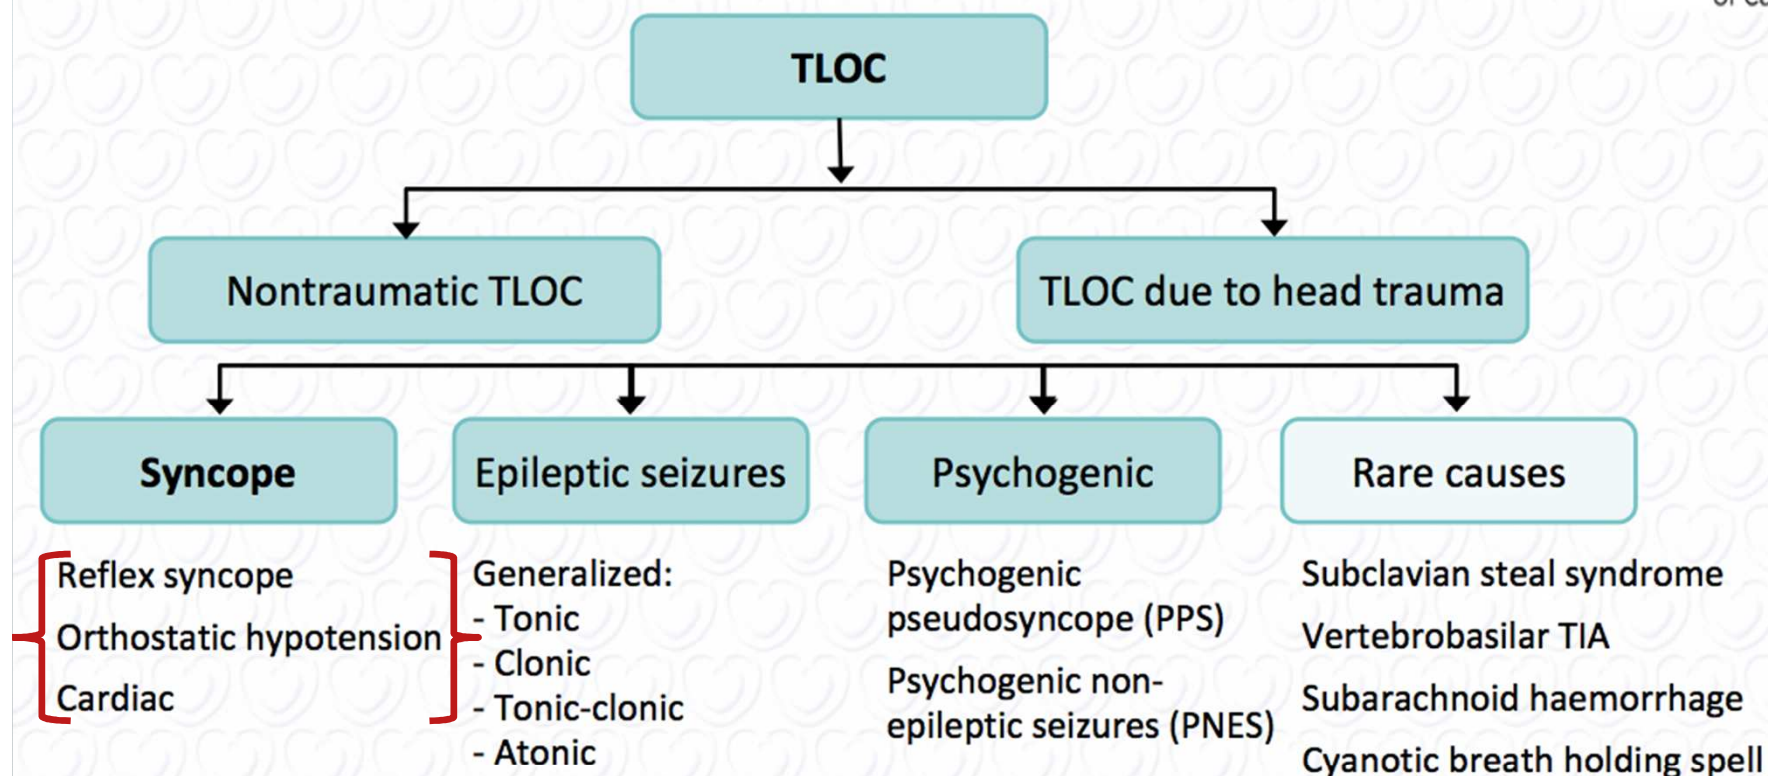 TLOC
Nontraumatic TLOC
TLOC due to head trauma
Syncope
Epileptic seizures
Psychogenic
Rare causes
Reflex syncope
Orthostatic hypotension
Cardiac
Generalized:
- Tonic
- Clonic
- Tonic-clonic
- Atonic
Psychogenic
pseudosyncope (PPS)
Psychogenic non-
epileptic seizures (PNES)
Subclavian steal syndrome
Vertebrobasilar TIA
Subarachnoid haemorrhage
Cyanotic breath holding spell